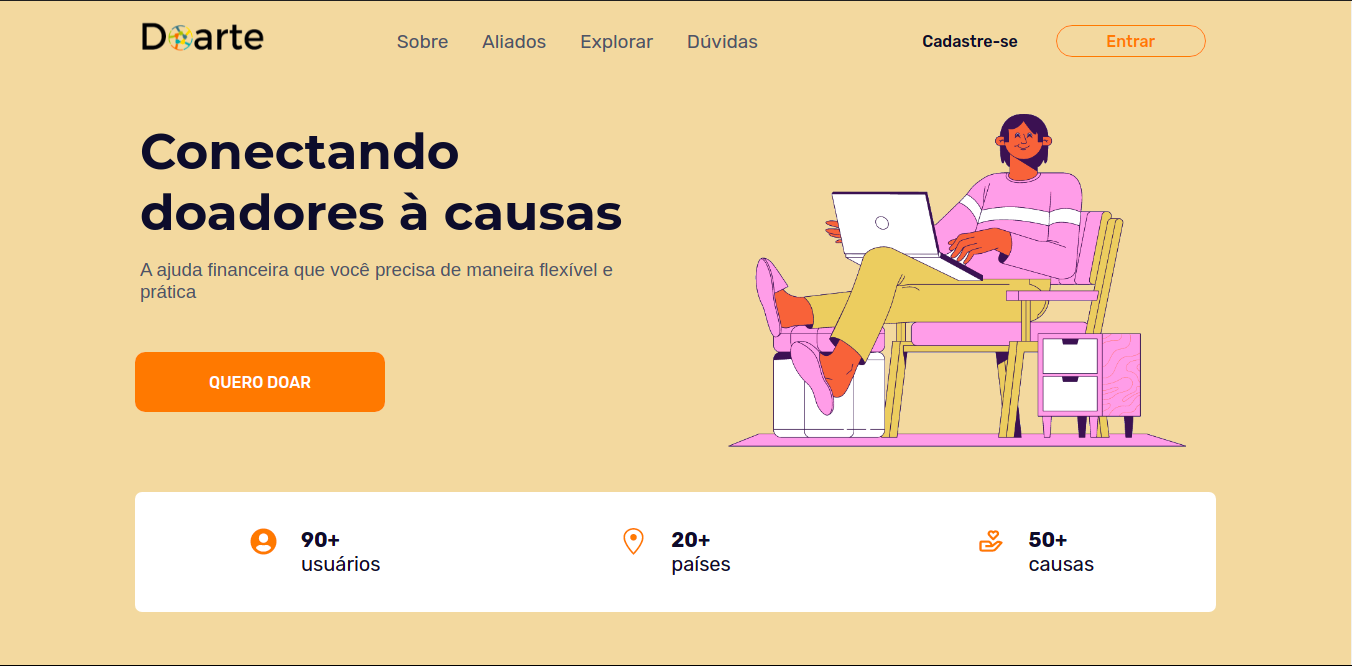 Doarte
Sobre
Aliados
Explorar
Dúvidas
Cadastre-se
Entrar
Conectando
doadores à causas
A ajuda financeira que você precisa de maneira flexível e
prática
QUERO DOAR
90+
usuários
20+
países
50+
causas